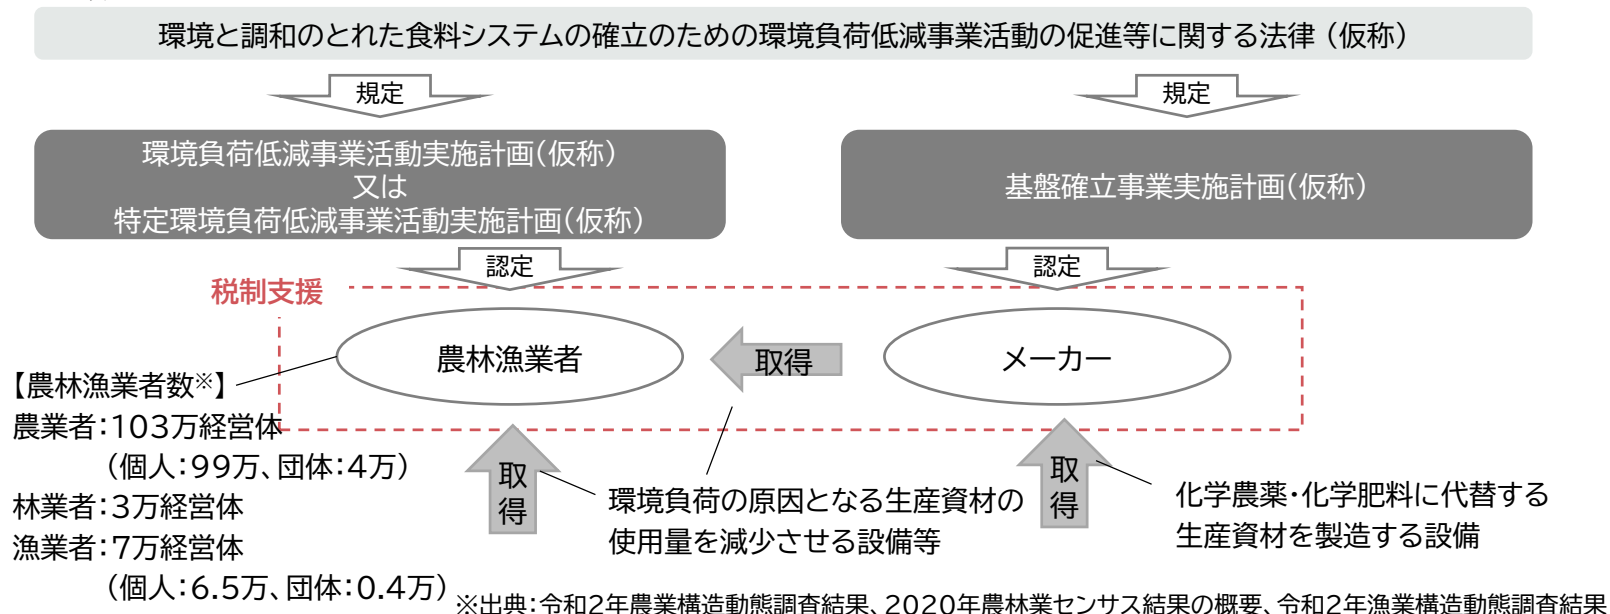 環境と調和のとれた食料システムの確立のための環境負荷低減事業活動の促進等に関する法律（仮称）
規定
規定
環境負荷低減事業活動実施計画（仮称）
又は
特定環境負荷低減事業活動実施計画（仮称）
基盤確立事業実施計画（仮称）
認定
認定
税制支援
農林漁業者
取得
メーカー
【農林漁業者数※】
農業者：103万経営体
（個人：99万、団体：4万）
林業者：3万経営体
漁業者：7万経営体
（個人：6.5万、団体：0.4万）
取得
環境負荷の原因となる生産資材の
使用量を減少させる設備等
取得
化学農薬・化学肥料に代替する
生産資材を製造する設備
※出典：令和2年農業構造動態調査結果、2020年農林業センサス結果の概要、令和2年漁業構造動態調査結果